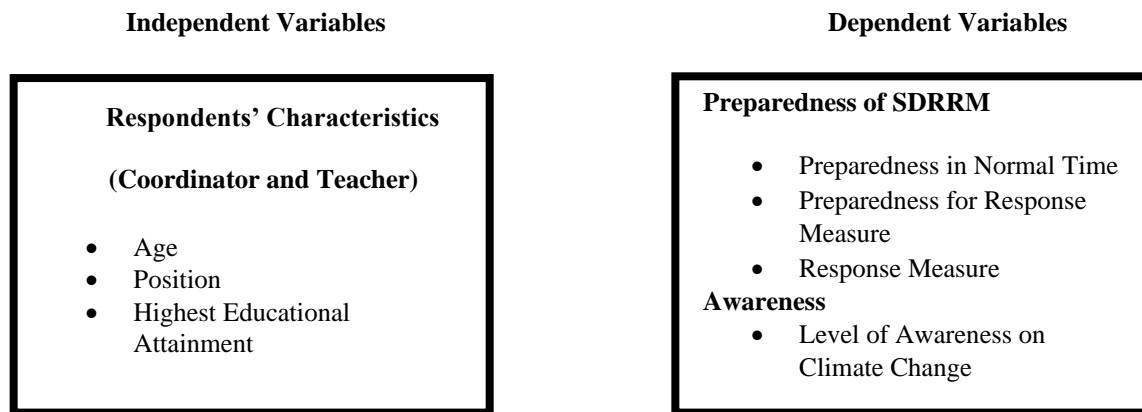 Independent Variables
Respondents’ Characteristics
(Coordinator and Teacher)
• Age
• Position
• Highest Educational
Attainment
Dependent Variables
Preparedness of SDRRM
• Preparedness in Normal Time
• Preparedness for Response
Measure
• Response Measure
Awareness
• Level of Awareness on
Climate Change